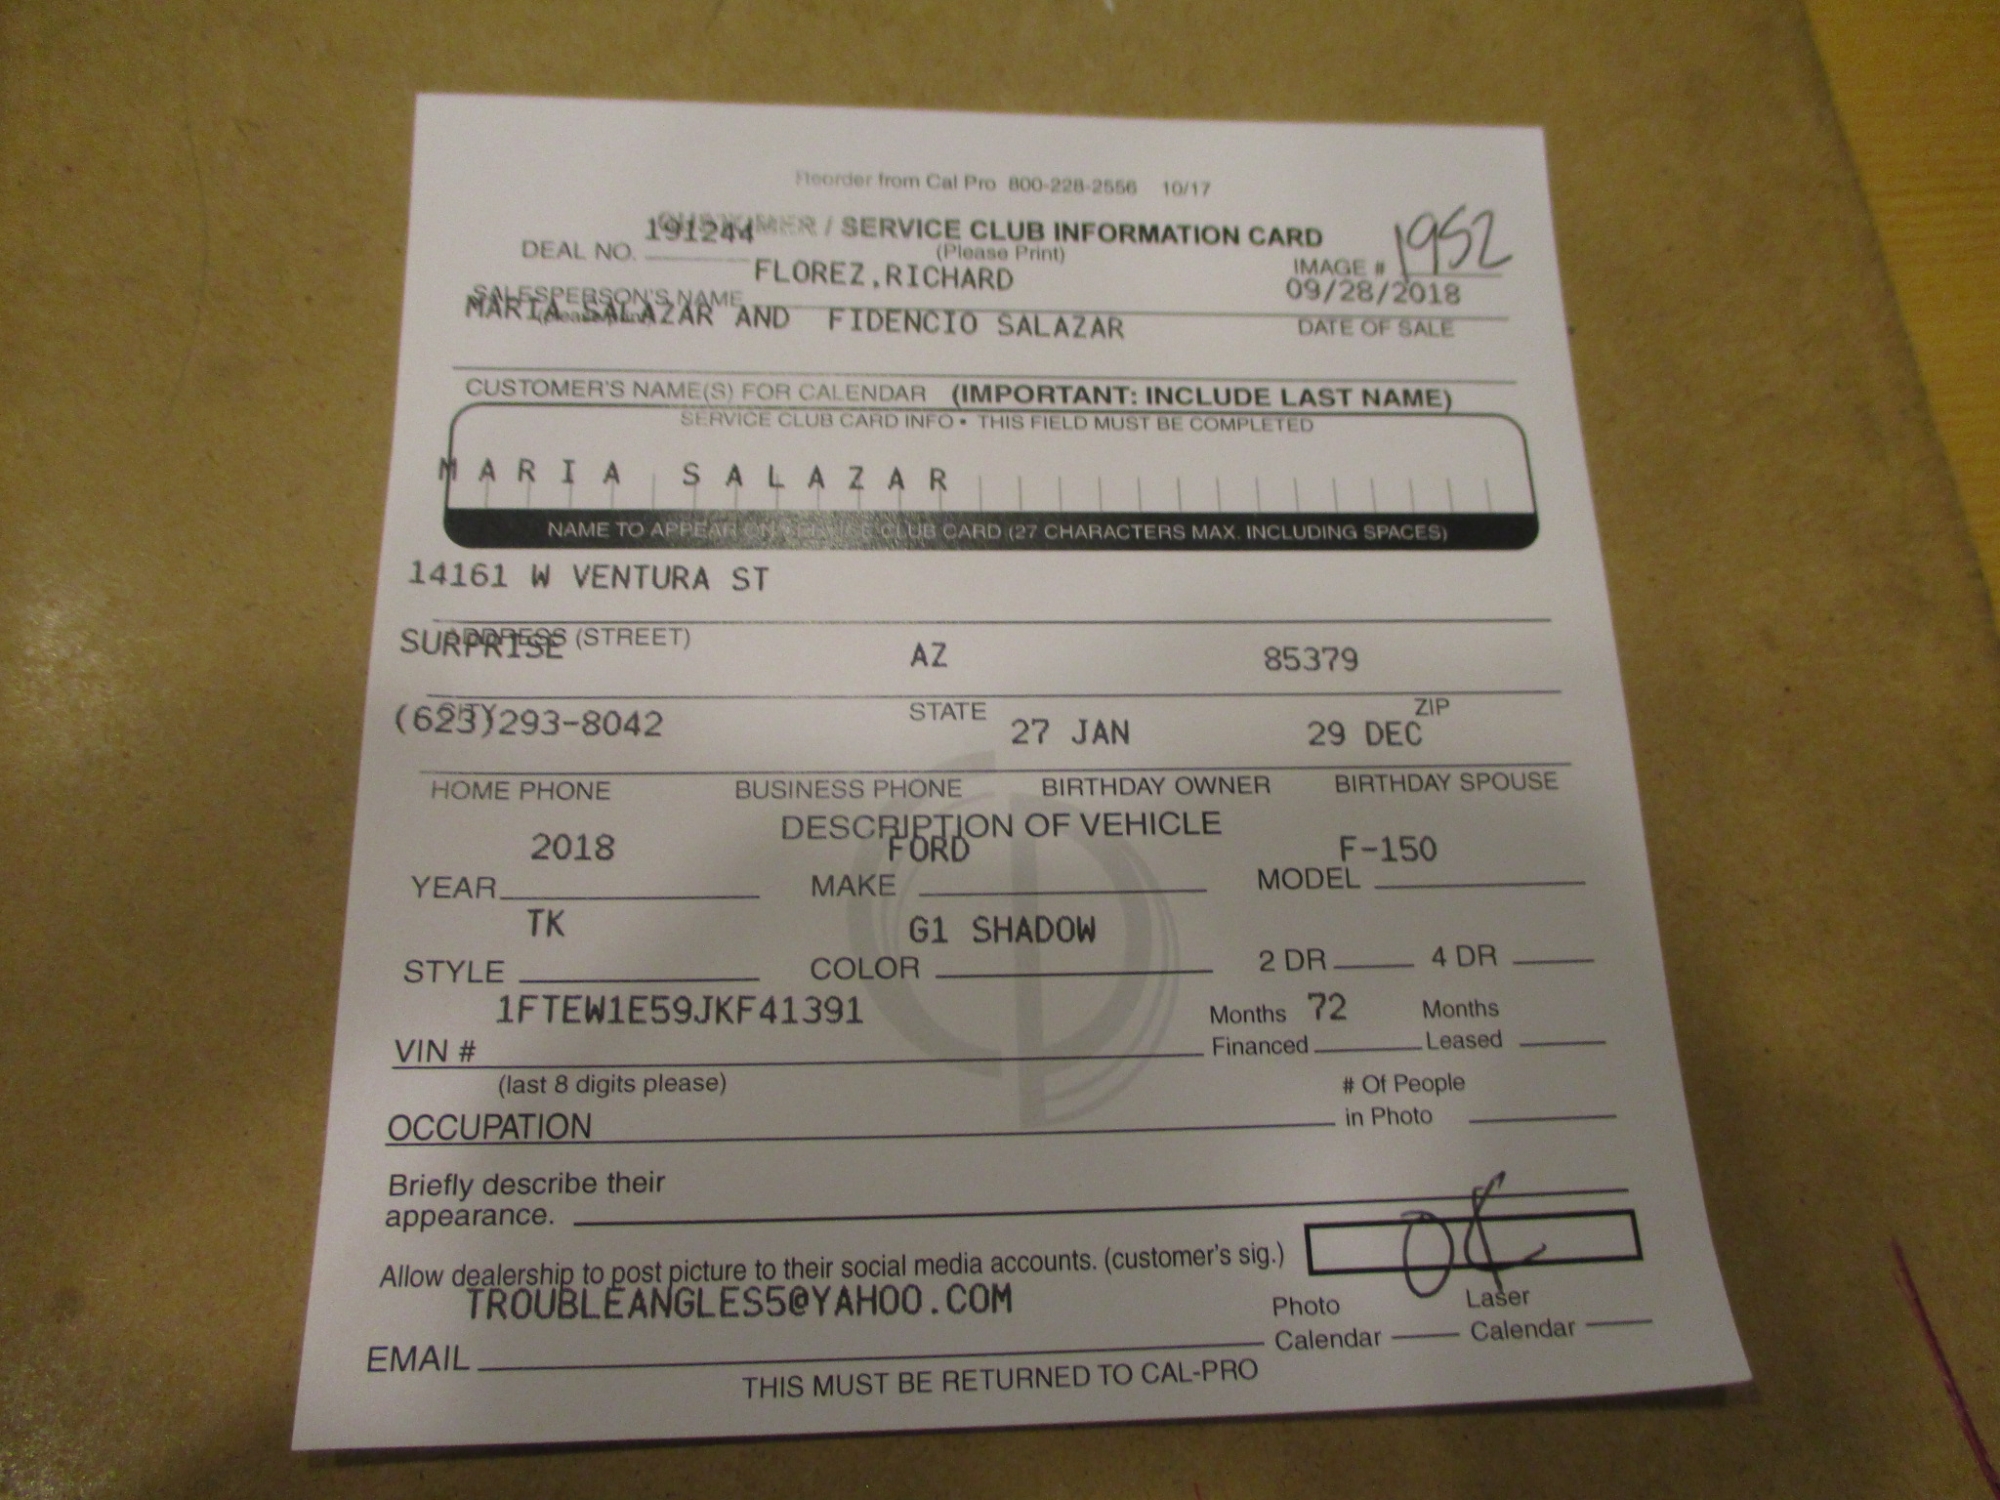 Reorder from Cal Pro 800-228-2556 10/17
CUSTOMER / SERVICE CLUB INFORMATION CARD
(Please Print)
DEAL NO. 191244
IMAGE # 1952
FLOREZ,RICHARD
09/28/2018
SALESPERSON'S NAME
(please print)
DATE OF SALE
MARIA SALAZAR AND FIDENCIO SALAZAR
CUSTOMER'S NAME(S) FOR CALENDAR (IMPORTANT: INCLUDE LAST NAME)
SERVICE CLUB CARD INFO • THIS FIELD MUST BE COMPLETED
MARIA SALAZAR
NAME TO APPEAR ON SERVICE CLUB CARD (27 CHARACTERS MAX. INCLUDING SPACES)
14161 W VENTURA ST
ADDRESS (STREET)
SURPRISE AZ 85379
CITY STATE ZIP
(623)293-8042 27 JAN 29 DEC
HOME PHONE BUSINESS PHONE BIRTHDAY OWNER BIRTHDAY SPOUSE
DESCRIPTION OF VEHICLE
2018 FORD F-150
YEAR MAKE MODEL
TK G1 SHADOW
STYLE COLOR 2 DR 4 DR
1FTEW1E59JKF41391 Months 72 Months
VIN # Financed Leased
(last 8 digits please) # Of People
OCCUPATION in Photo
Briefly describe their
appearance.
Allow dealership to post picture to their social media accounts. (customer's sig.) OK
TROUBLEANGLES5@YAHOO.COM Photo Laser
EMAIL Calendar Calendar
THIS MUST BE RETURNED TO CAL-PRO